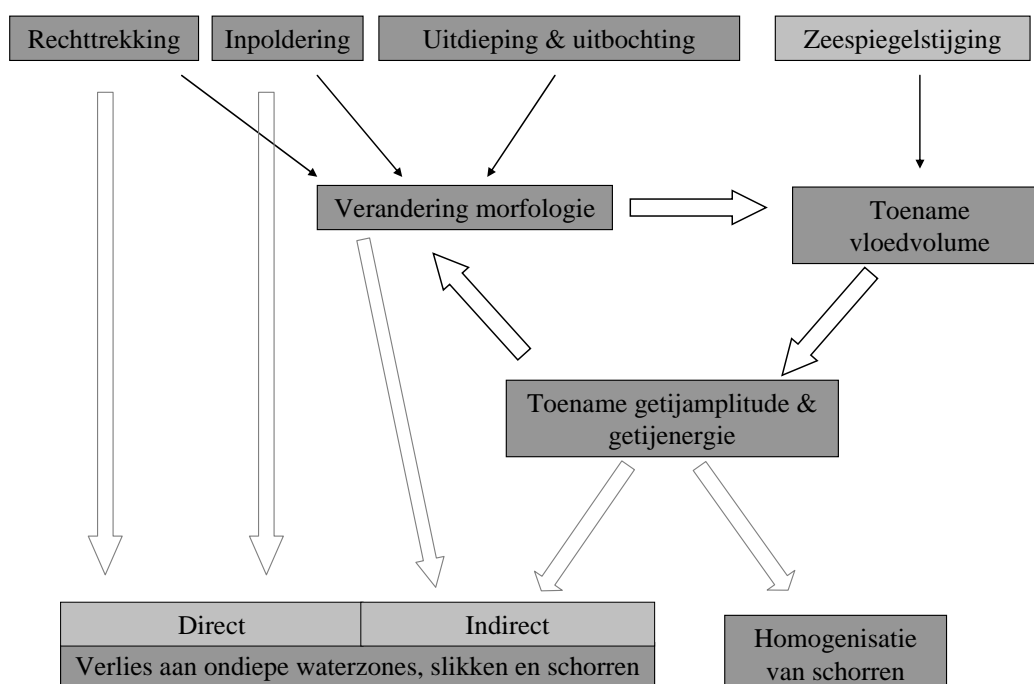 Rechttrekking
Inpoldering
Uitdieping & uitbochting
Zeespiegelstijging
Verandering morfologie
Toename
vloedvolume
Toename getijamplitude &
getijenergie
Direct
Indirect
Verlies aan ondiepe waterzones, slikken en schorren
Homogenisatie
van schorren